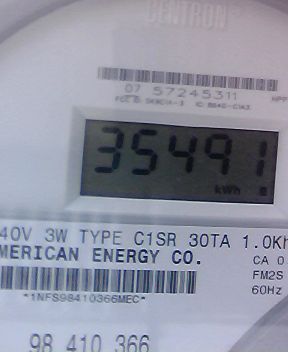 CENTRON®
07 57245311
35491
kWh
40V 3W TYPE C1SR 30TA 1.0Kh
MERICAN ENERGY CO.
CA 0
FM2S
60Hz
*1NFS98410366MEC*
98 410 366